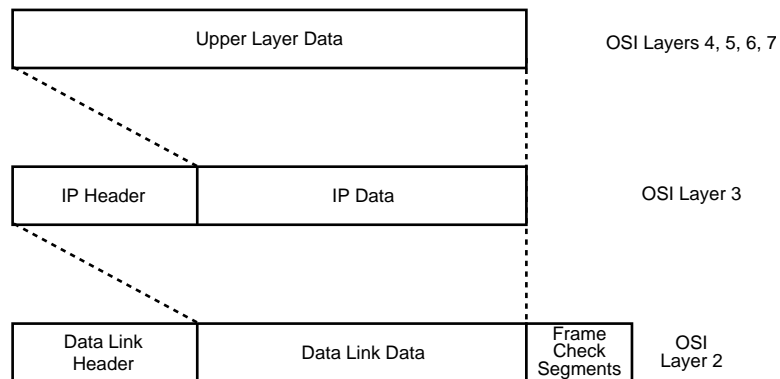 Upper Layer Data
OSI Layers 4, 5, 6, 7
IP Header
IP Data
OSI Layer 3
Data Link
Header
Data Link Data
Frame
Check
Segments
OSI
Layer 2